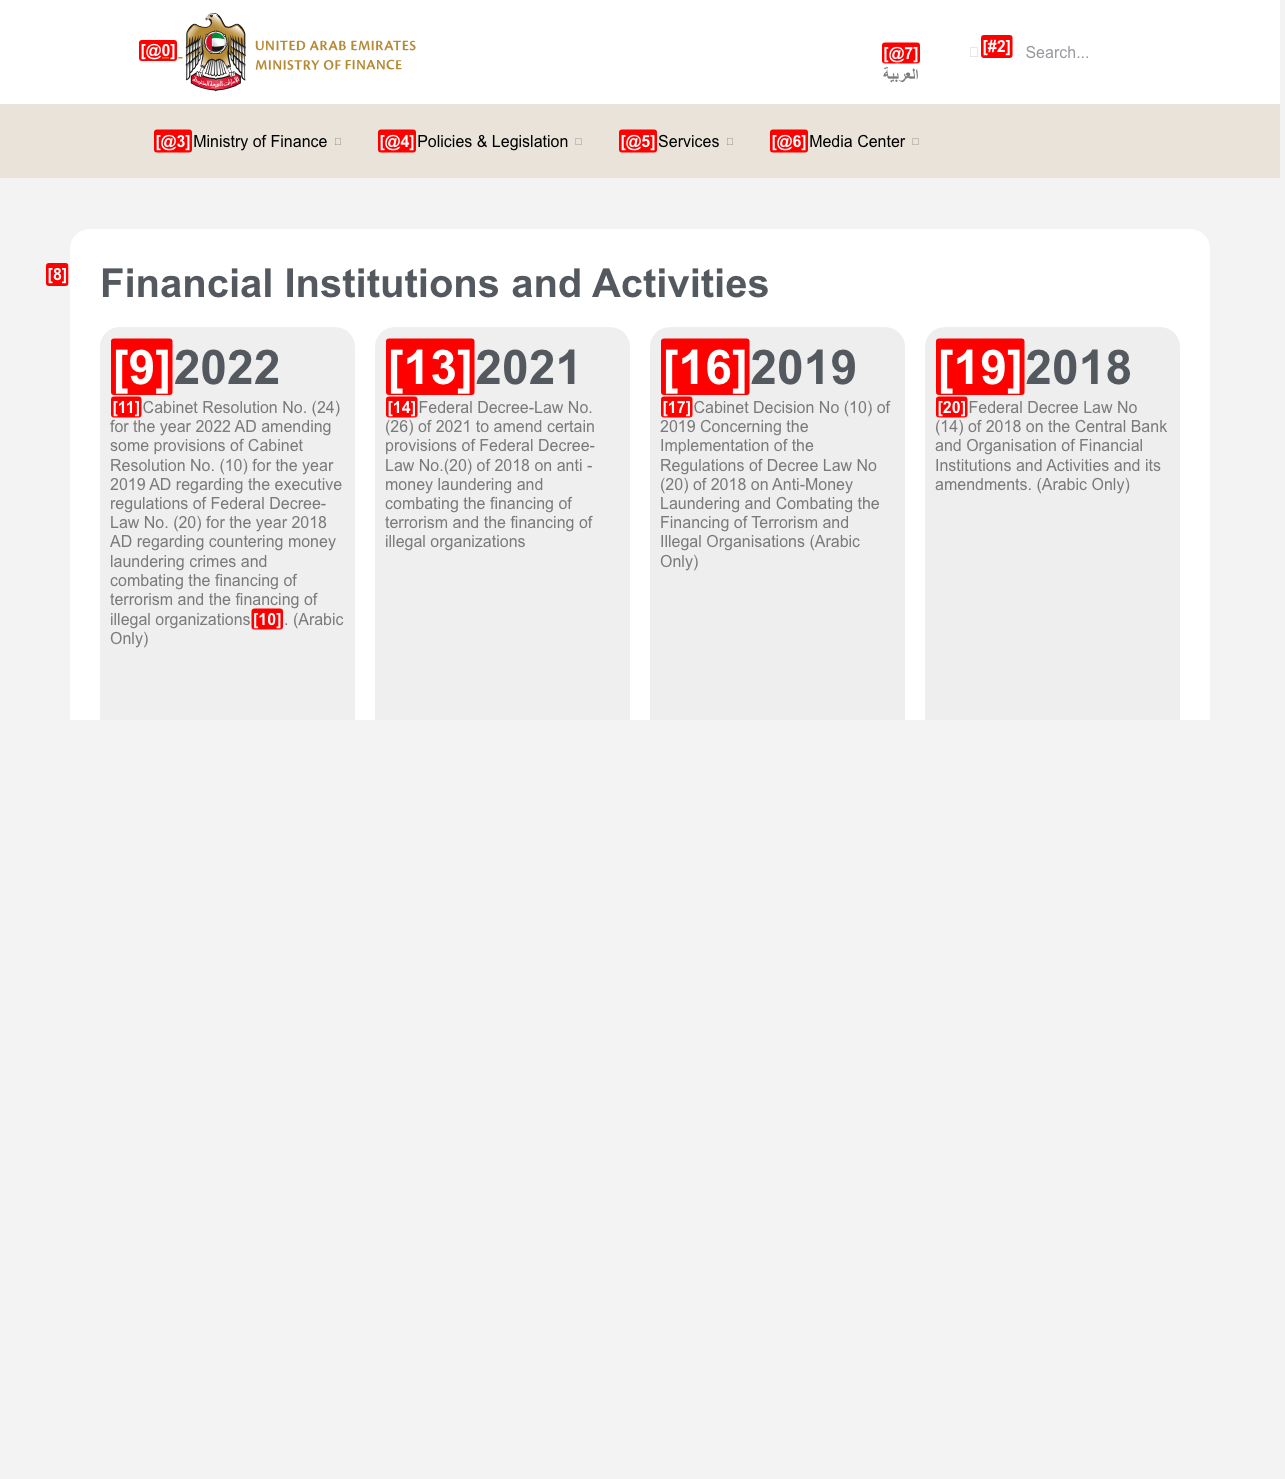 [@0]
UNITED ARAB EMIRATES
MINISTRY OF FINANCE
[@7]
العربية
[#2] Search...
[@3]Ministry of Finance [@4]Policies & Legislation [@5]Services [@6]Media Center
[8]
Financial Institutions and Activities
[9]2022
[11]Cabinet Resolution No. (24)
for the year 2022 AD amending
some provisions of Cabinet
Resolution No. (10) for the year
2019 AD regarding the executive
regulations of Federal Decree-
Law No. (20) for the year 2018
AD regarding countering money
laundering crimes and
combating the financing of
terrorism and the financing of
illegal organizations[10]. (Arabic
Only)
[13]2021
[14]Federal Decree-Law No.
(26) of 2021 to amend certain
provisions of Federal Decree-
Law No.(20) of 2018 on anti -
money laundering and
combating the financing of
terrorism and the financing of
illegal organizations
[16]2019
[17]Cabinet Decision No (10) of
2019 Concerning the
Implementation of the
Regulations of Decree Law No
(20) of 2018 on Anti-Money
Laundering and Combating the
Financing of Terrorism and
Illegal Organisations (Arabic
Only)
[19]2018
[20]Federal Decree Law No
(14) of 2018 on the Central Bank
and Organisation of Financial
Institutions and Activities and its
amendments. (Arabic Only)